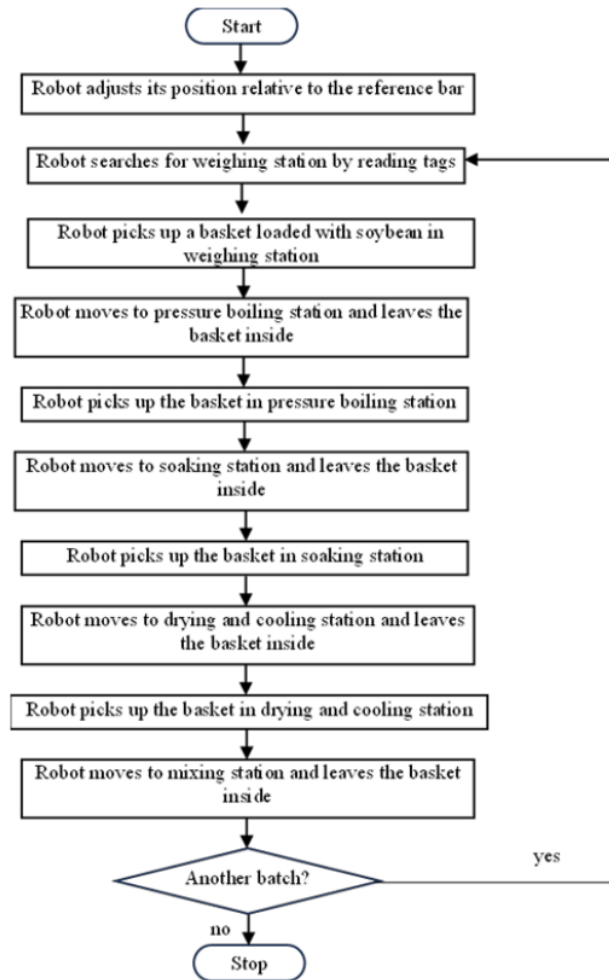 Start
Robot adjusts its position relative to the reference bar
Robot searches for weighing station by reading tags
Robot picks up a basket loaded with soybean in
weighing station
Robot moves to pressure boiling station and leaves the
basket inside
Robot picks up the basket in pressure boiling station
Robot moves to soaking station and leaves the basket
inside
Robot picks up the basket in soaking station
Robot moves to drying and cooling station and leaves
the basket inside
Robot picks up the basket in drying and cooling station
Robot moves to mixing station and leaves the basket
inside
Another batch?
yes
no
Stop